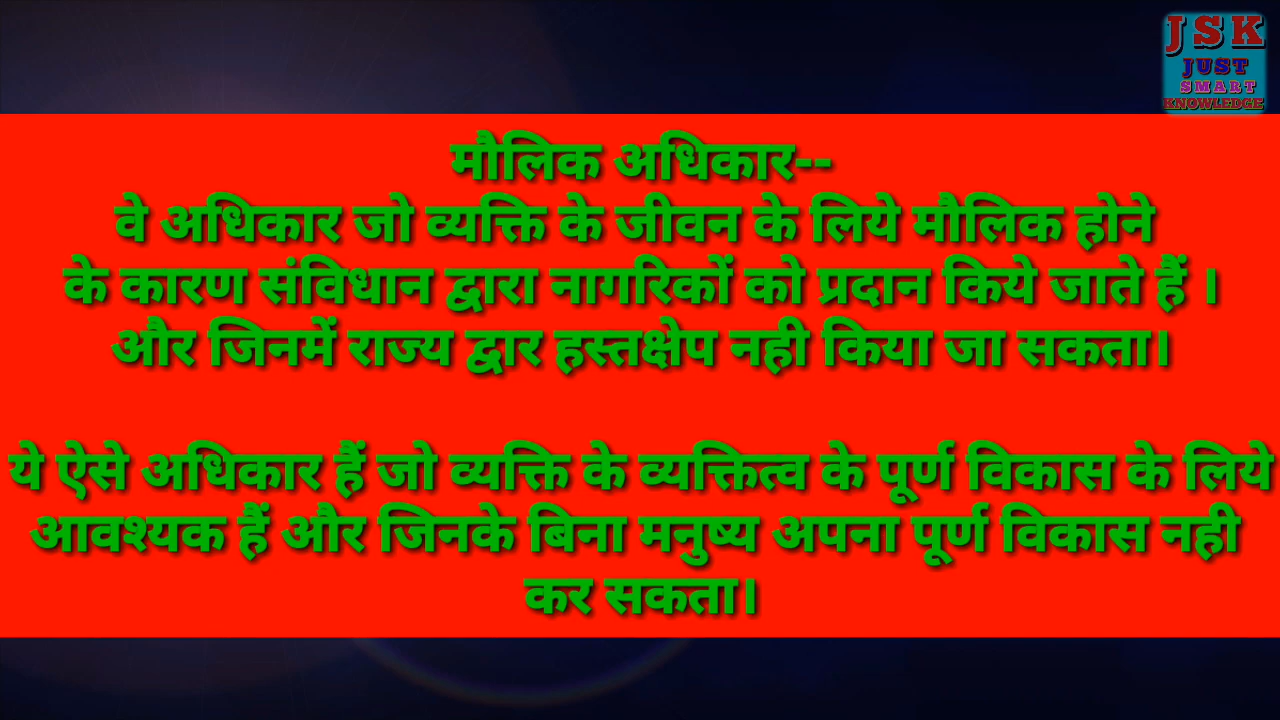 J S K
JUST
SMART
KNOWLEDGE
मौलिक अधिकार--
वे अधिकार जो व्यक्ति के जीवन के लिये मौलिक होने
के कारण संविधान द्वारा नागरिकों को प्रदान किये जाते हैं ।
और जिनमें राज्य द्वार हस्तक्षेप नही किया जा सकता।
ये ऐसे अधिकार हैं जो व्यक्ति के व्यक्तित्व के पूर्ण विकास के लिये
आवश्यक हैं और जिनके बिना मनुष्य अपना पूर्ण विकास नही
कर सकता।